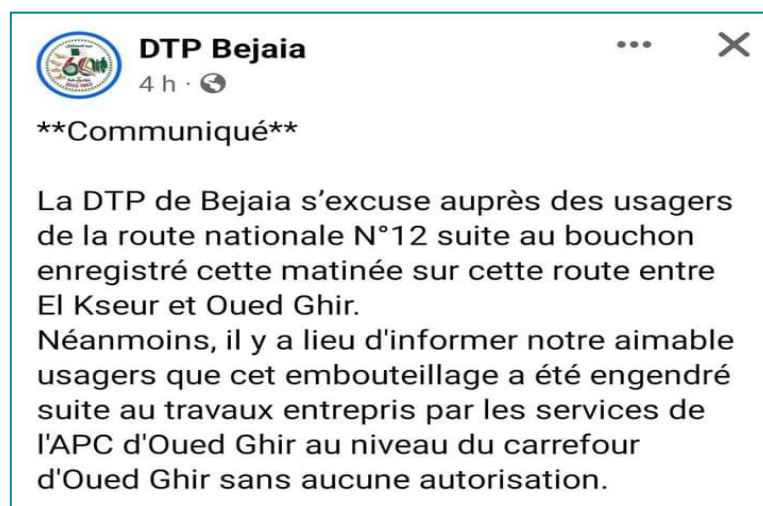 DTP Bejaia
4 h
**Communiqué**
La DTP de Bejaia s'excuse auprès des usagers
de la route nationale N°12 suite au bouchon
enregistré cette matinée sur cette route entre
El Kseur et Oued Ghir.
Néanmoins, il y a lieu d'informer notre aimable
usagers que cet embouteillage a été engendré
suite au travaux entrepris par les services de
l'APC d'Oued Ghir au niveau du carrefour
d'Oued Ghir sans aucune autorisation.